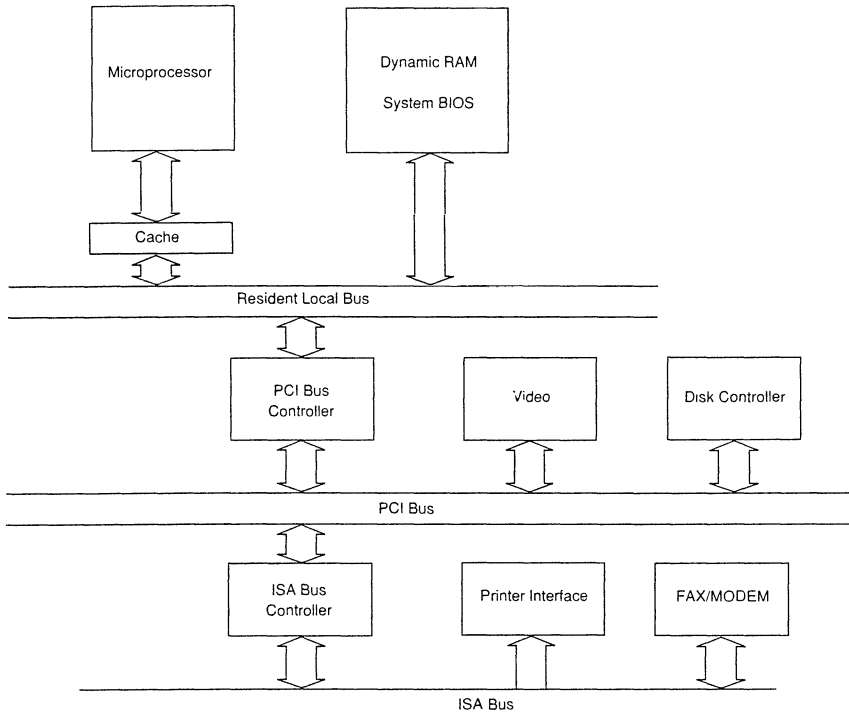 Microprocessor
Dynamic RAM
System BIOS
Cache
Resident Local Bus
PCI Bus
Controller
Video
Disk Controller
PCI Bus
ISA Bus
Controller
Printer Interface
FAX/MODEM
ISA Bus